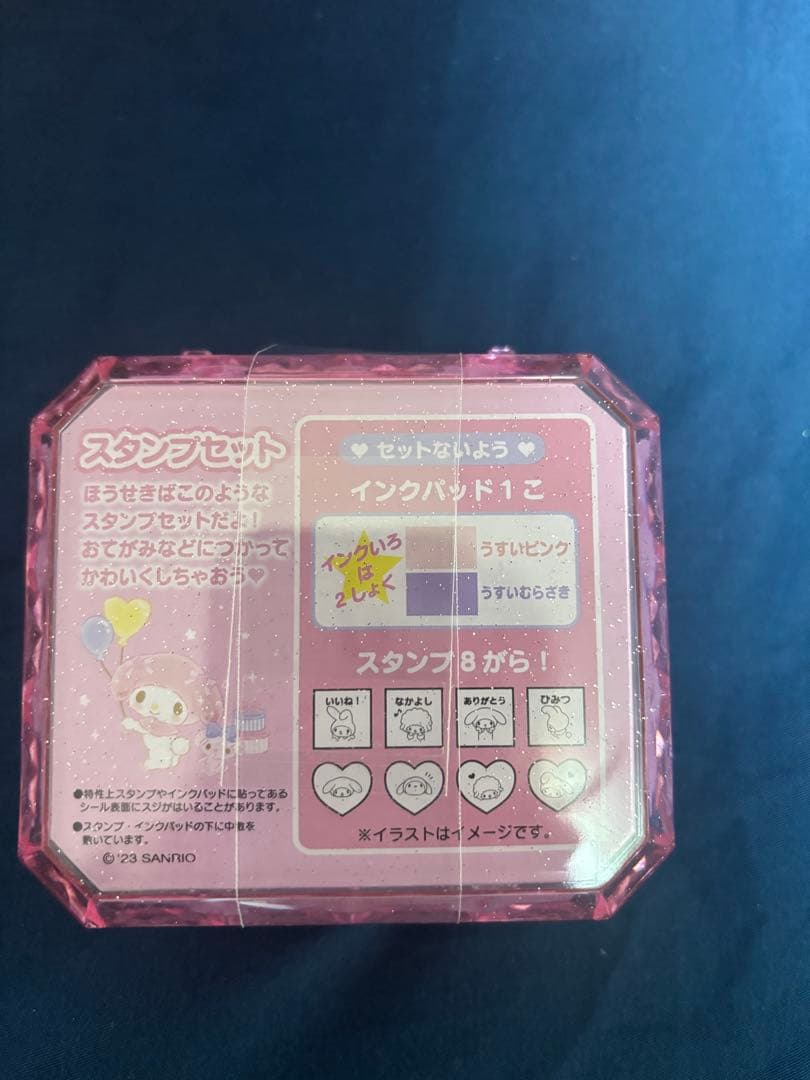 スタンプセット
ほうせきばこのような
スタンプセットだよ!
おてがみなどにつかって
かわいくしちゃおう♥
●特性上スタンプやインクパッドに貼ってある
シール表面にスジがはいることがあります。
●スタンプ・インクパッドの下に中敷を
敷いています。
© '23 SANRIO
♥ セットないよう ♥
インクパッド1こ
インクいろ
は
2しょく
うすいピンク
うすいむらさき
スタンプ8がら!
いいね!
なかよし
ありがとう
ひみつ
※イラストはイメージです。